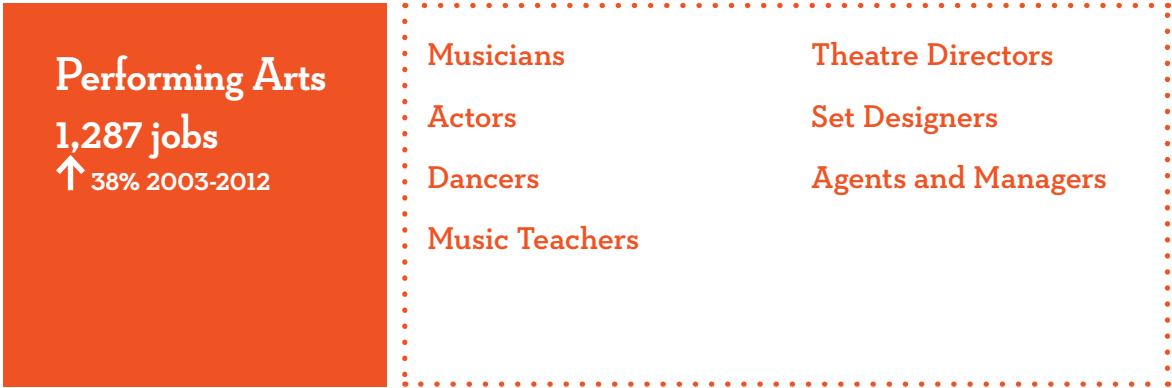 Performing Arts
1,287 jobs
↑ 38% 2003-2012
Musicians
Actors
Dancers
Music Teachers
Theatre Directors
Set Designers
Agents and Managers